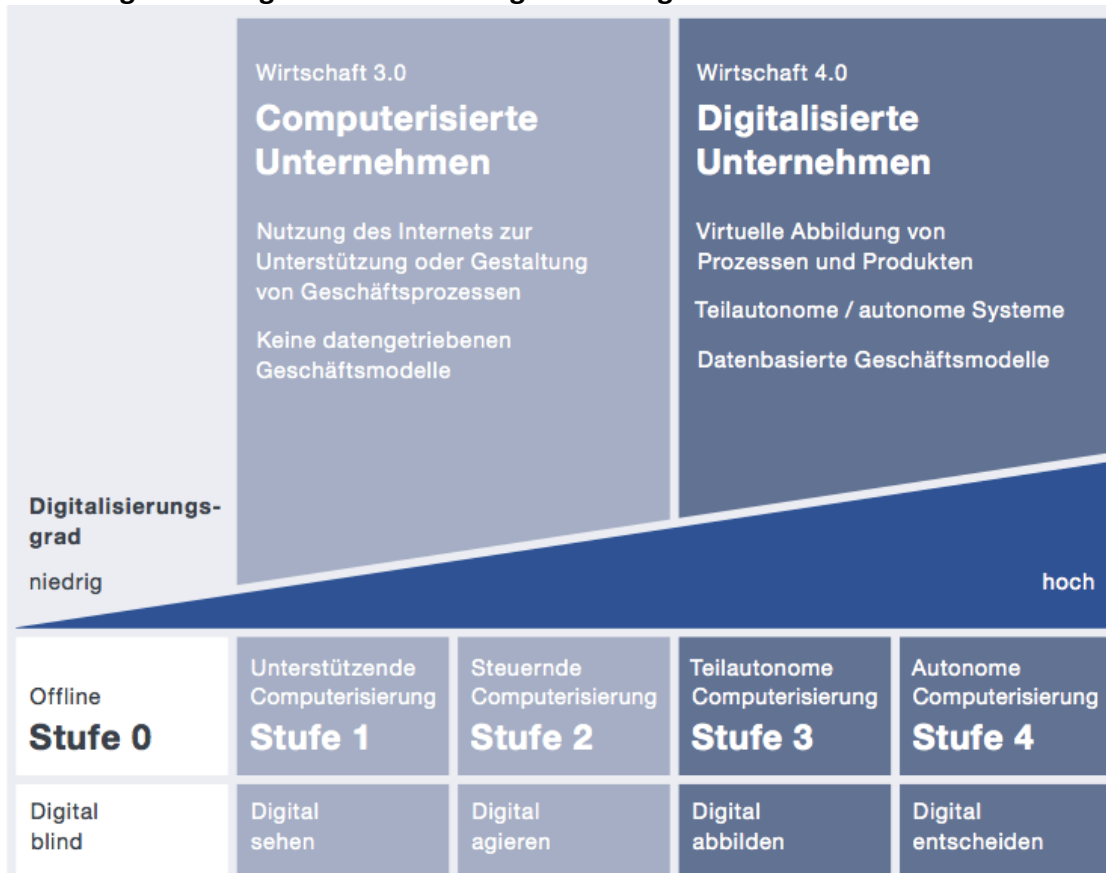 Wirtschaft 3.0
Computerisierte
Unternehmen
Nutzung des Internets zur
Unterstützung oder Gestaltung
von Geschäftsprozessen
Keine datengetriebenen
Geschäftsmodelle
Wirtschaft 4.0
Digitalisierte
Unternehmen
Virtuelle Abbildung von
Prozessen und Produkten
Teilautonome / autonome Systeme
Datenbasierte Geschäftsmodelle
Digitalisierungs-
grad
niedrig
hoch
Offline
Stufe 0
Unterstützende
Computerisierung
Stufe 1
Steuernde
Computerisierung
Stufe 2
Teilautonome
Computerisierung
Stufe 3
Autonome
Computerisierung
Stufe 4
Digital
blind
Digital
sehen
Digital
agieren
Digital
abbilden
Digital
entscheiden